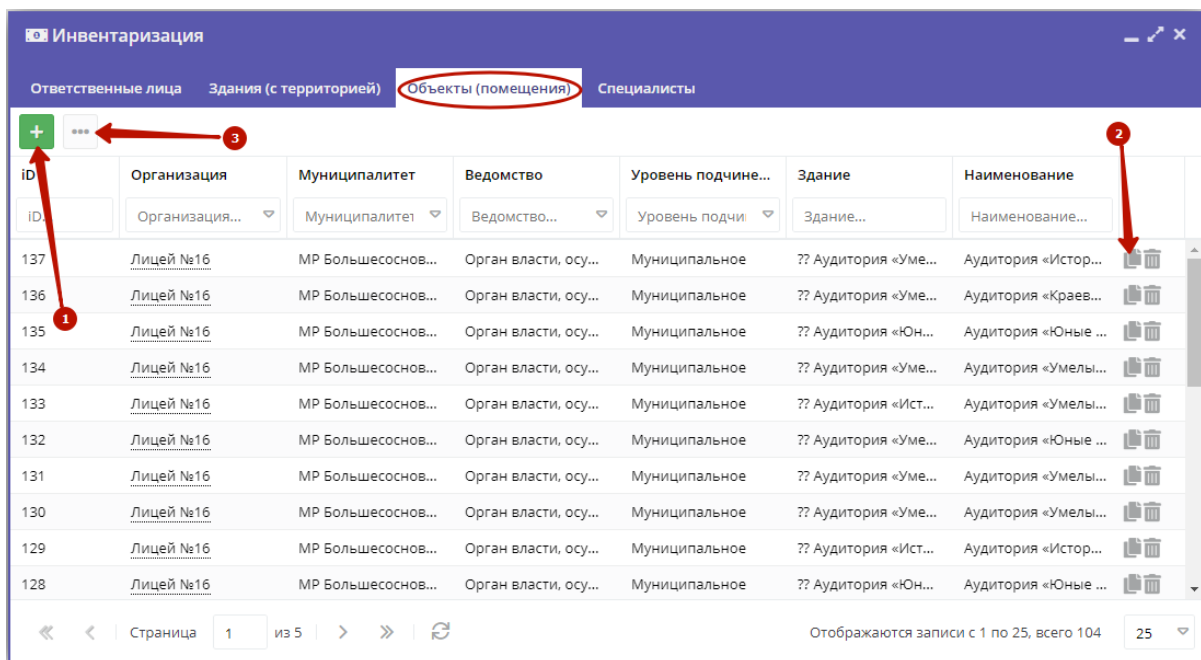 Инвентаризация
Ответственные лица Здания (с территорией) Объекты (помещения) Специалисты
3 2
iD Организация Муниципалитет Ведомство Уровень подчине... Здание Наименование
iD. Организация... Муниципалитет Ведомство... Уровень подчи Здание... Наименование...
137 Лицей №16 МР Большесоснов... Орган власти, осу... Муниципальное ?? Аудитория «Уме... Аудитория «Истор...
136 Лицей №16 МР Большесоснов... Орган власти, осу... Муниципальное ?? Аудитория «Уме... Аудитория «Краев...
1
135 Лицей №16 МР Большесоснов... Орган власти, осу... Муниципальное ?? Аудитория «Юн... Аудитория «Юные ...
134 Лицей №16 МР Большесоснов... Орган власти, осу... Муниципальное ?? Аудитория «Уме... Аудитория «Умелы...
133 Лицей №16 МР Большесоснов... Орган власти, осу... Муниципальное ?? Аудитория «Ист... Аудитория «Умелы...
132 Лицей №16 МР Большесоснов... Орган власти, осу... Муниципальное ?? Аудитория «Уме... Аудитория «Юные ...
131 Лицей №16 МР Большесоснов... Орган власти, осу... Муниципальное ?? Аудитория «Уме... Аудитория «Умелы...
130 Лицей №16 МР Большесоснов... Орган власти, осу... Муниципальное ?? Аудитория «Уме... Аудитория «Умелы...
129 Лицей №16 МР Большесоснов... Орган власти, осу... Муниципальное ?? Аудитория «Ист... Аудитория «Истор...
128 Лицей №16 МР Большесоснов... Орган власти, осу... Муниципальное ?? Аудитория «Юн... Аудитория «Юные ...
Страница 1 из 5 Отображаются записи с 1 по 25, всего 104 25